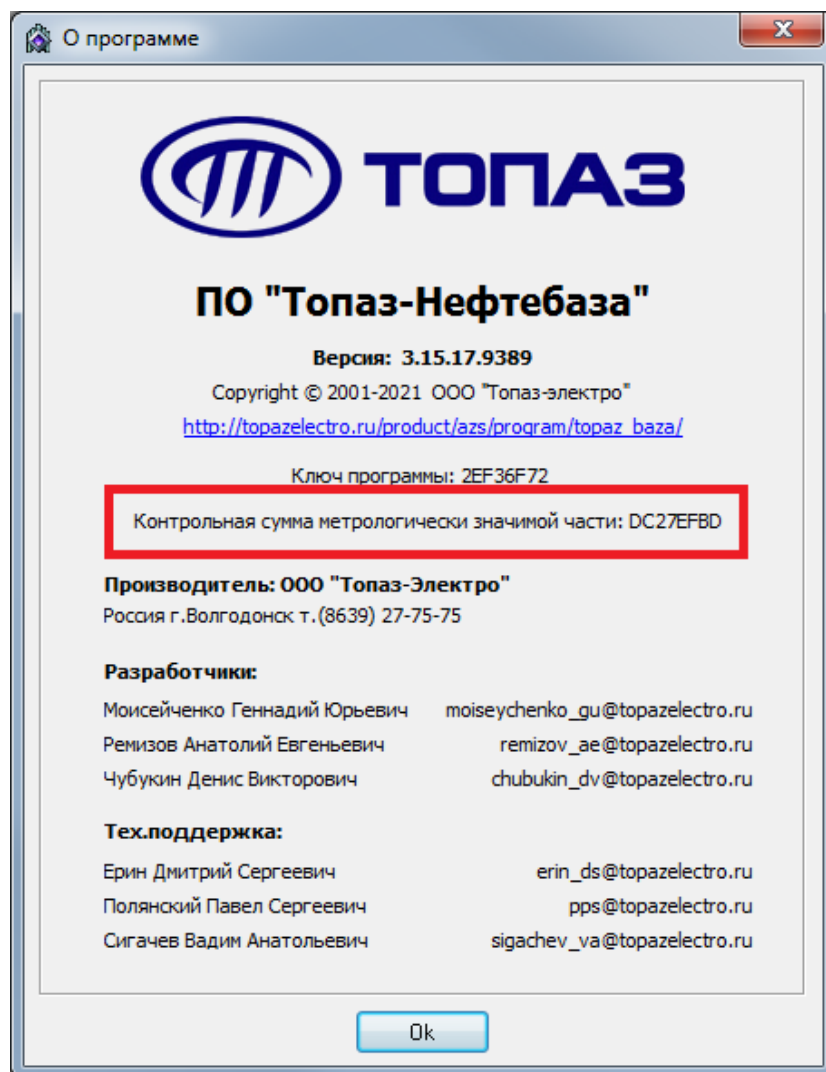 О программе
ТОПАЗ
ПО "Топаз-Нефтебаза"
Версия: 3.15.17.9389
Copyright © 2001-2021 ООО "Топаз-электро"
http://topazelectro.ru/product/azs/program/topaz_baza/
Ключ программы: 2EF36F72
Контрольная сумма метрологически значимой части: DC27EFBD
Производитель: ООО "Топаз-Электро"
Россия г.Волгодонск т.(8639) 27-75-75
Разработчики:
Моисейченко Геннадий Юрьевич moiseychenko_gu@topazelectro.ru
Ремизов Анатолий Евгеньевич remizov_ae@topazelectro.ru
Чубукин Денис Викторович chubukin_dv@topazelectro.ru
Тех.поддержка:
Ерин Дмитрий Сергеевич erin_ds@topazelectro.ru
Полянский Павел Сергеевич pps@topazelectro.ru
Сигачев Вадим Анатольевич sigachev_va@topazelectro.ru
Ok